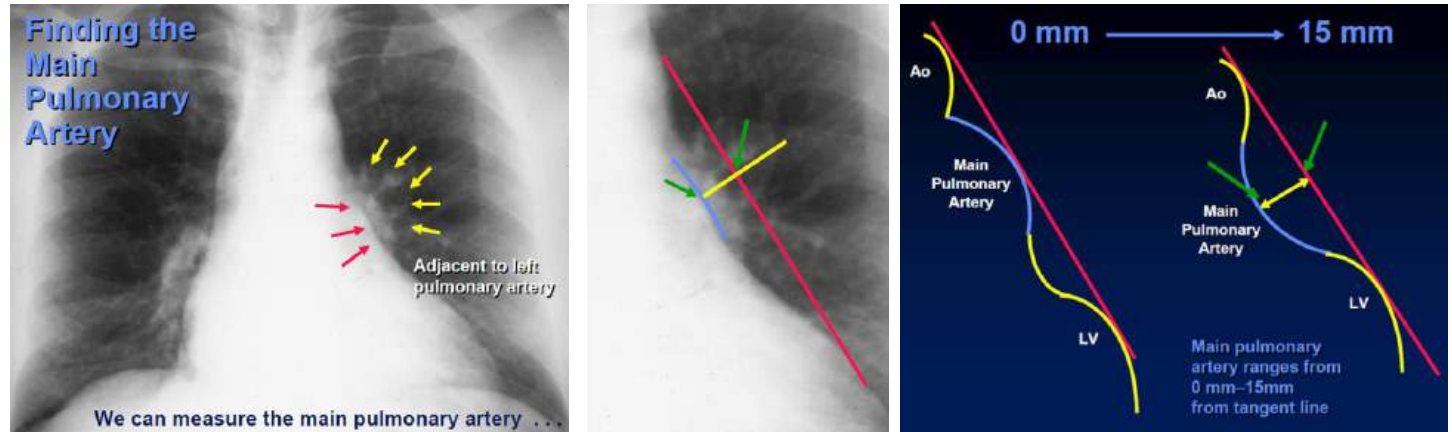 Finding the
Main
Pulmonary
Artery
Adjacent to left
pulmonary artery
We can measure the main pulmonary artery . . .
0 mm
15 mm
Ao
Main
Pulmonary
Artery
LV
Ao
Main
Pulmonary
Artery
LV
Main pulmonary
artery ranges from
0 mm–15mm
from tangent line